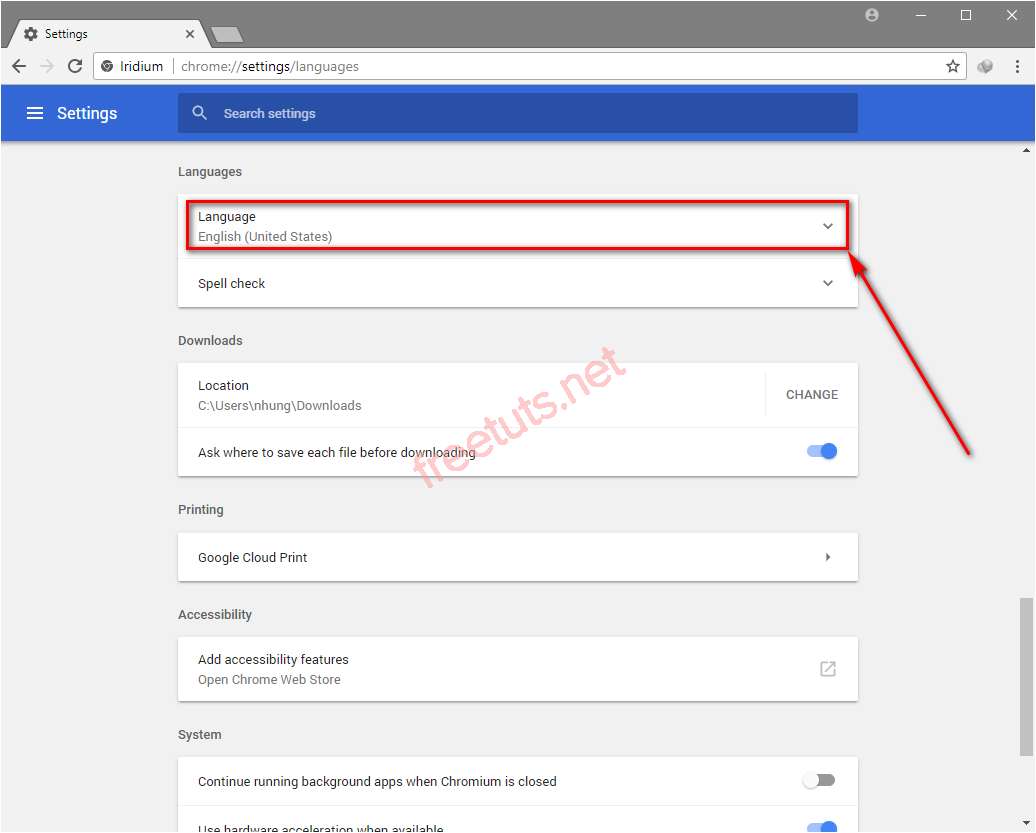 Settings
Iridium chrome://settings/languages
Settings
Search settings
Languages
Language
English (United States)
Spell check
Downloads
Location
C:\Users\nhung\Downloads
CHANGE
Ask where to save each file before downloading
freetuts.net
Printing
Google Cloud Print
Accessibility
Add accessibility features
Open Chrome Web Store
System
Continue running background apps when Chromium is closed
Use hardware acceleration when available